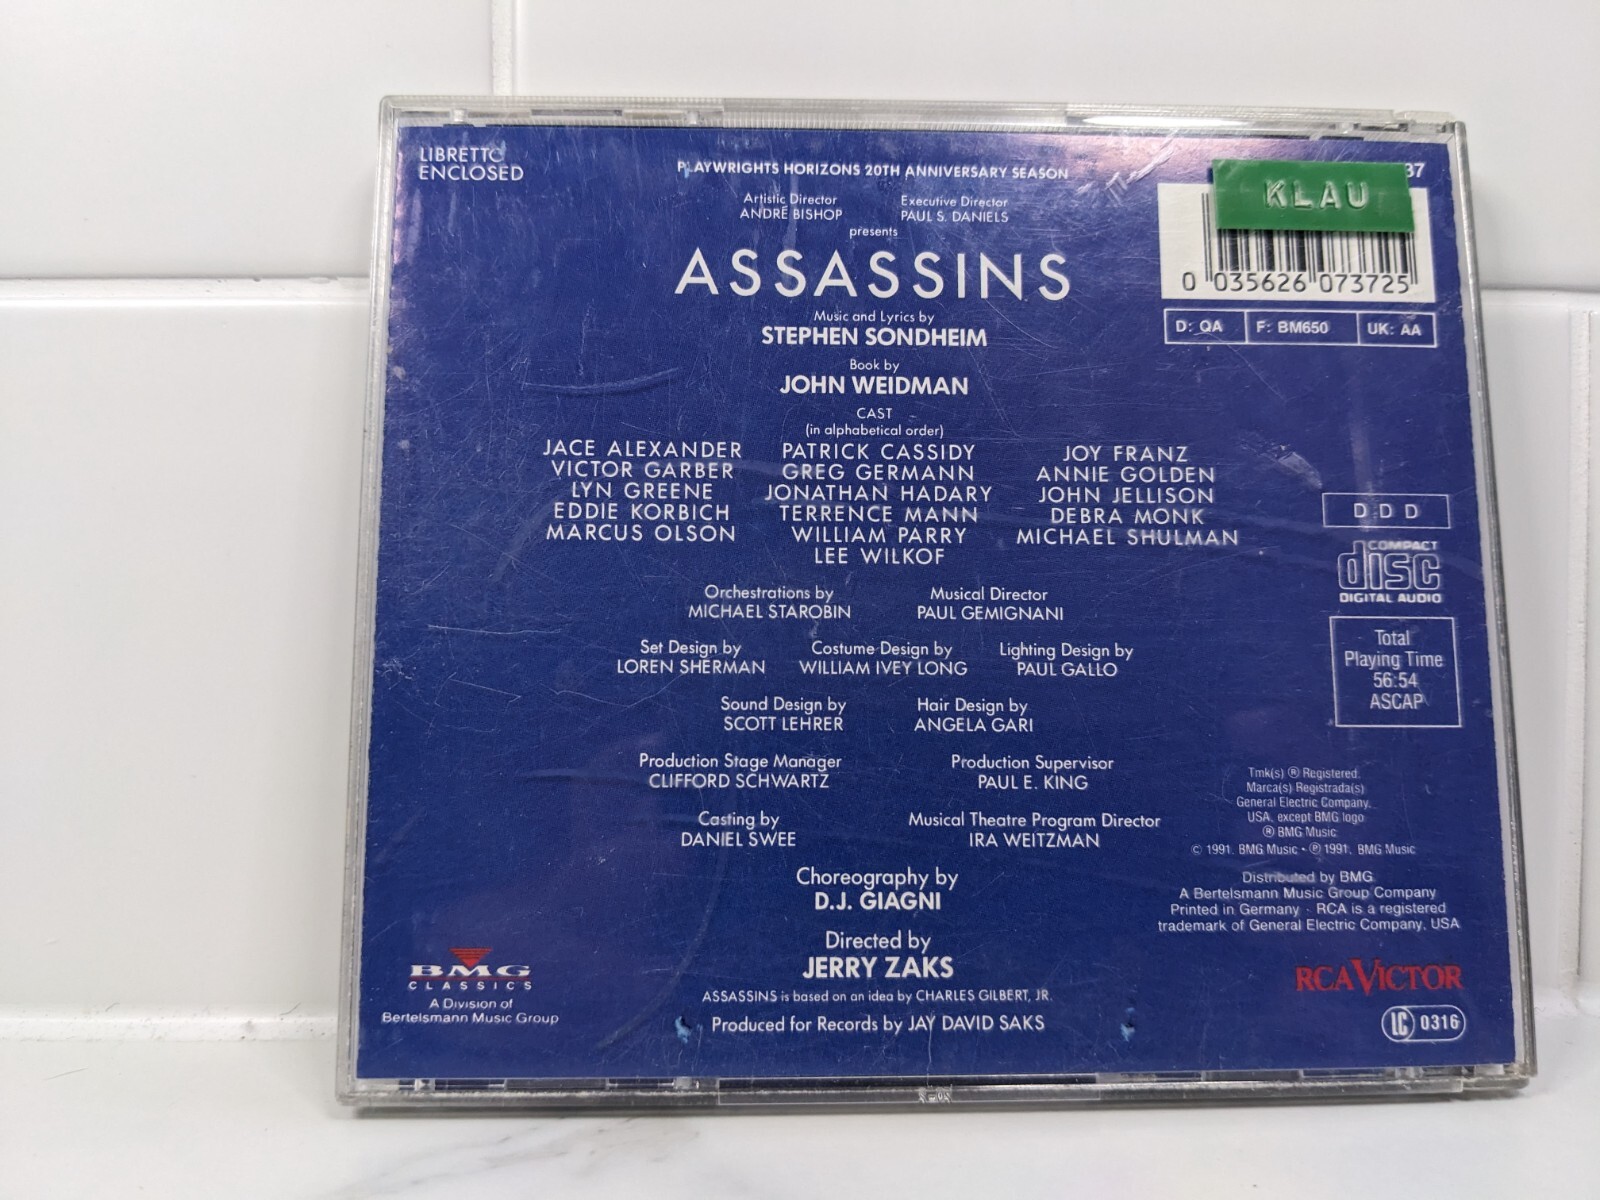 LIBRETTO
ENCLOSED
PLAYWRIGHTS HORIZONS 20TH ANNIVERSARY SEASON
Artistic Director
ANDRÉ BISHOP
Executive Director
PAUL S. DANIELS
presents
ASSASSINS
Music and Lyrics by
STEPHEN SONDHEIM
Book by
JOHN WEIDMAN
CAST
(in alphabetical order)
JACE ALEXANDER PATRICK CASSIDY JOY FRANZ
VICTOR GARBER GREG GERMANN ANNIE GOLDEN
LYN GREENE JONATHAN HADARY JOHN JELLISON
EDDIE KORBICH TERRENCE MANN DEBRA MONK
MARCUS OLSON WILLIAM PARRY MICHAEL SHULMAN
LEE WILKOF
Orchestrations by
MICHAEL STAROBIN
Musical Director
PAUL GEMIGNANI
Set Design by
LOREN SHERMAN
Costume Design by
WILLIAM IVEY LONG
Lighting Design by
PAUL GALLO
Sound Design by
SCOTT LEHRER
Hair Design by
ANGELA GARI
Production Stage Manager
CLIFFORD SCHWARTZ
Production Supervisor
PAUL E. KING
Casting by
DANIEL SWEE
Musical Theatre Program Director
IRA WEITZMAN
Choreography by
D.J. GIAGNI
Directed by
JERRY ZAKS
ASSASSINS is based on an idea by CHARLES GILBERT, JR.
Produced for Records by JAY DAVID SAKS
37
KLAU
0 035626 073725
D: QA F: BM650 UK: AA
D D D
COMPACT
disc
DIGITAL AUDIO
Total
Playing Time
56:54
ASCAP
Tmk(s) ® Registered.
Marca(s) Registrada(s)
General Electric Company.
USA, except BMG logo
® BMG Music
© 1991, BMG Music • ℗ 1991, BMG Music
Distributed by BMG
A Bertelsmann Music Group Company
Printed in Germany · RCA is a registered
trademark of General Electric Company, USA
RCA VICTOR
LC 0316
BMG
CLASSICS
A Division of
Bertelsmann Music Group